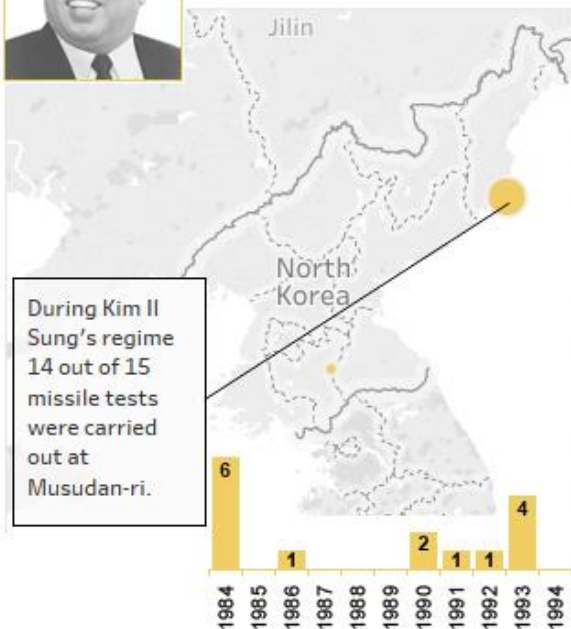 Jilin
North
Korea
During Kim Il
Sung's regime
14 out of 15
missile tests
were carried
out at
Musudan-ri.
6
1
2
1
1
4
1984
1985
1986
1987
1988
1989
1990
1991
1992
1993
1994